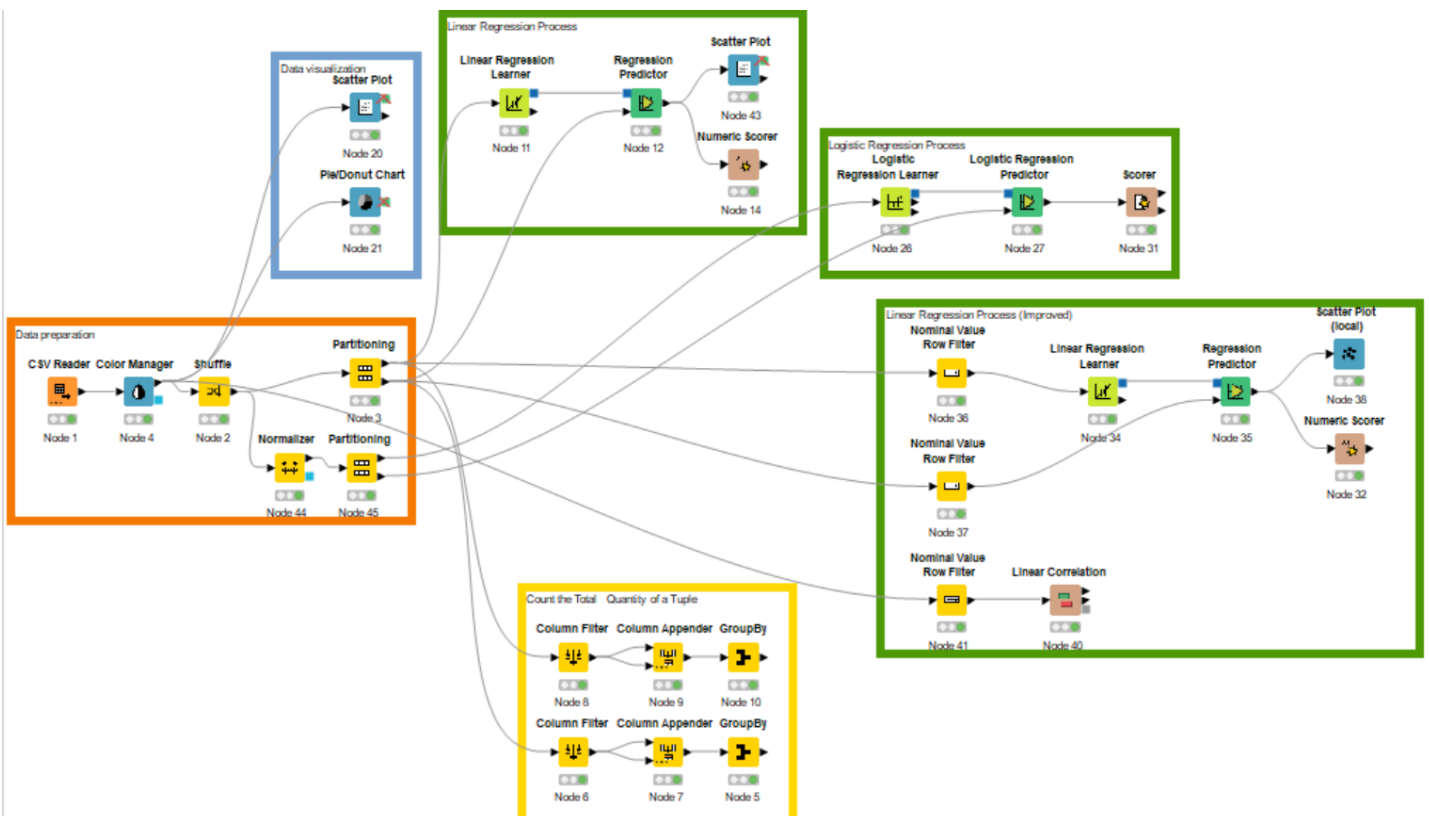 Linear Regression Process
Linear Regression
Learner
Node 11
Regression
Predictor
Node 12
Scatter Plot
Node 43
Numeric Scorer
Node 14
Data visualization
Scatter Plot
Node 20
Pie/Donut Chart
Node 21
Logistic Regression Process
Logistic
Regression Learner
Node 26
Logistic Regression
Predictor
Node 27
Scorer
Node 31
Data preparation
CSV Reader
Node 1
Color Manager
Node 4
Shuffle
Node 2
Partitioning
Node 3
Normalizer
Node 44
Partitioning
Node 45
Linear Regression Process (Improved)
Nominal Value
Row Filter
Node 36
Nominal Value
Row Filter
Node 37
Linear Regression
Learner
Node 34
Regression
Predictor
Node 35
Scatter Plot
(local)
Node 38
Numeric Scorer
Node 32
Nominal Value
Row Filter
Node 41
Linear Correlation
Node 40
Count the Total   Quantity of a Tuple
Column Filter
Node 8
Column Appender
Node 9
GroupBy
Node 10
Column Filter
Node 6
Column Appender
Node 7
GroupBy
Node 5